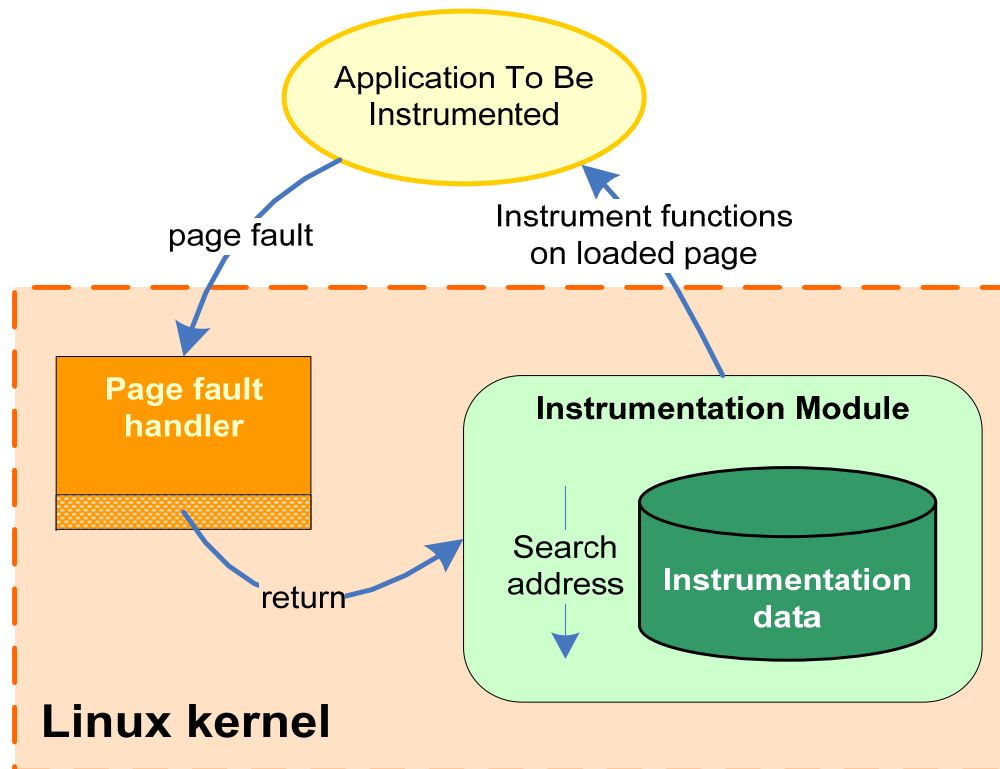 Application To Be
Instrumented
page fault
Instrument functions
on loaded page
Page fault
handler
Instrumentation Module
Search
address
Instrumentation
data
return
Linux kernel